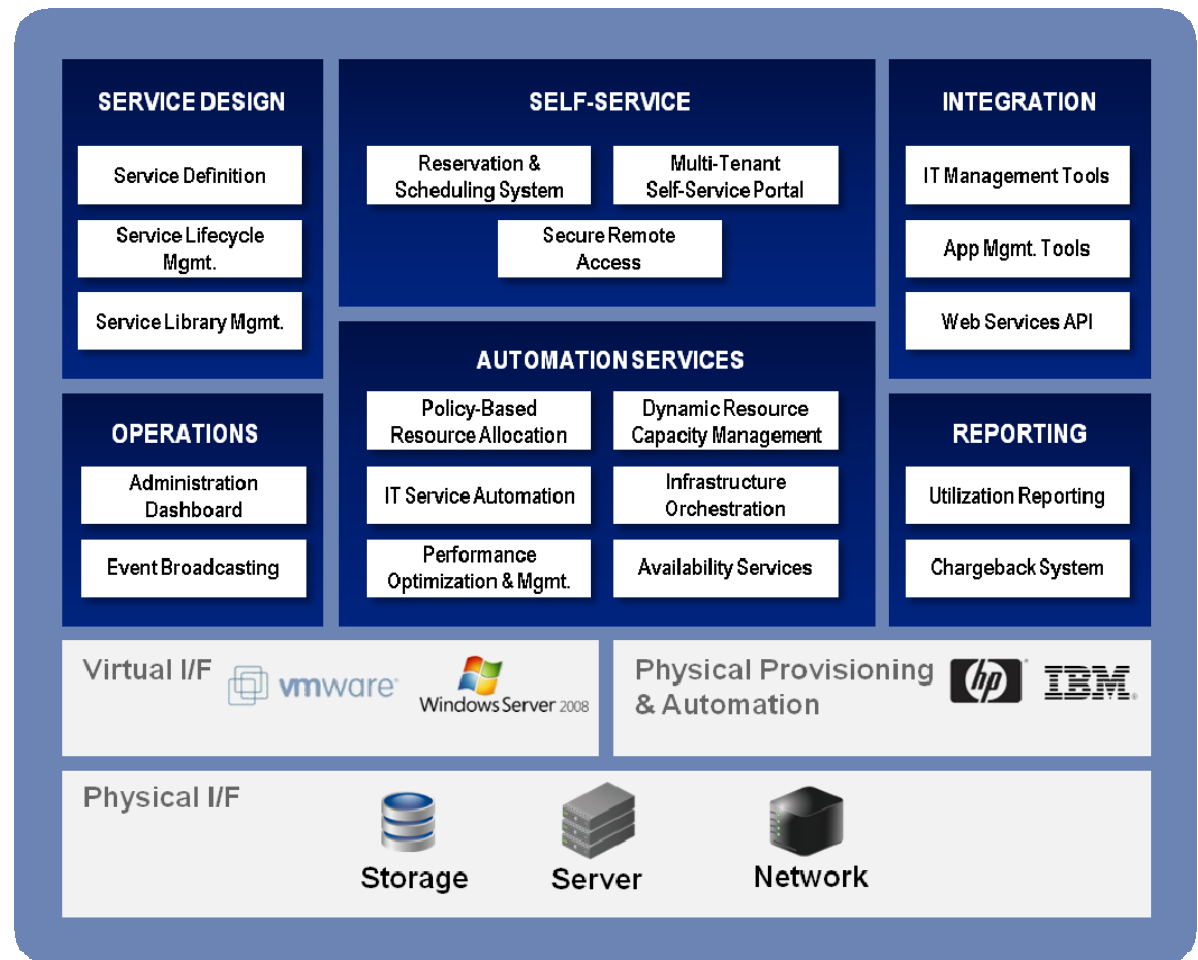 SERVICE DESIGN
Service Definition
Service Lifecycle
Mgmt.
Service Library Mgmt.
SELF-SERVICE
Reservation &
Scheduling System
Multi-Tenant
Self-Service Portal
Secure Remote
Access
INTEGRATION
IT Management Tools
App Mgmt. Tools
Web Services API
OPERATIONS
Administration
Dashboard
Event Broadcasting
AUTOMATION SERVICES
Policy-Based
Resource Allocation
Dynamic Resource
Capacity Management
IT Service Automation
Infrastructure
Orchestration
Performance
Optimization & Mgmt.
Availability Services
REPORTING
Utilization Reporting
Chargeback System
Virtual I/F
vmware
Windows Server 2008
Physical Provisioning
& Automation
hp
IBM
Physical I/F
Storage
Server
Network